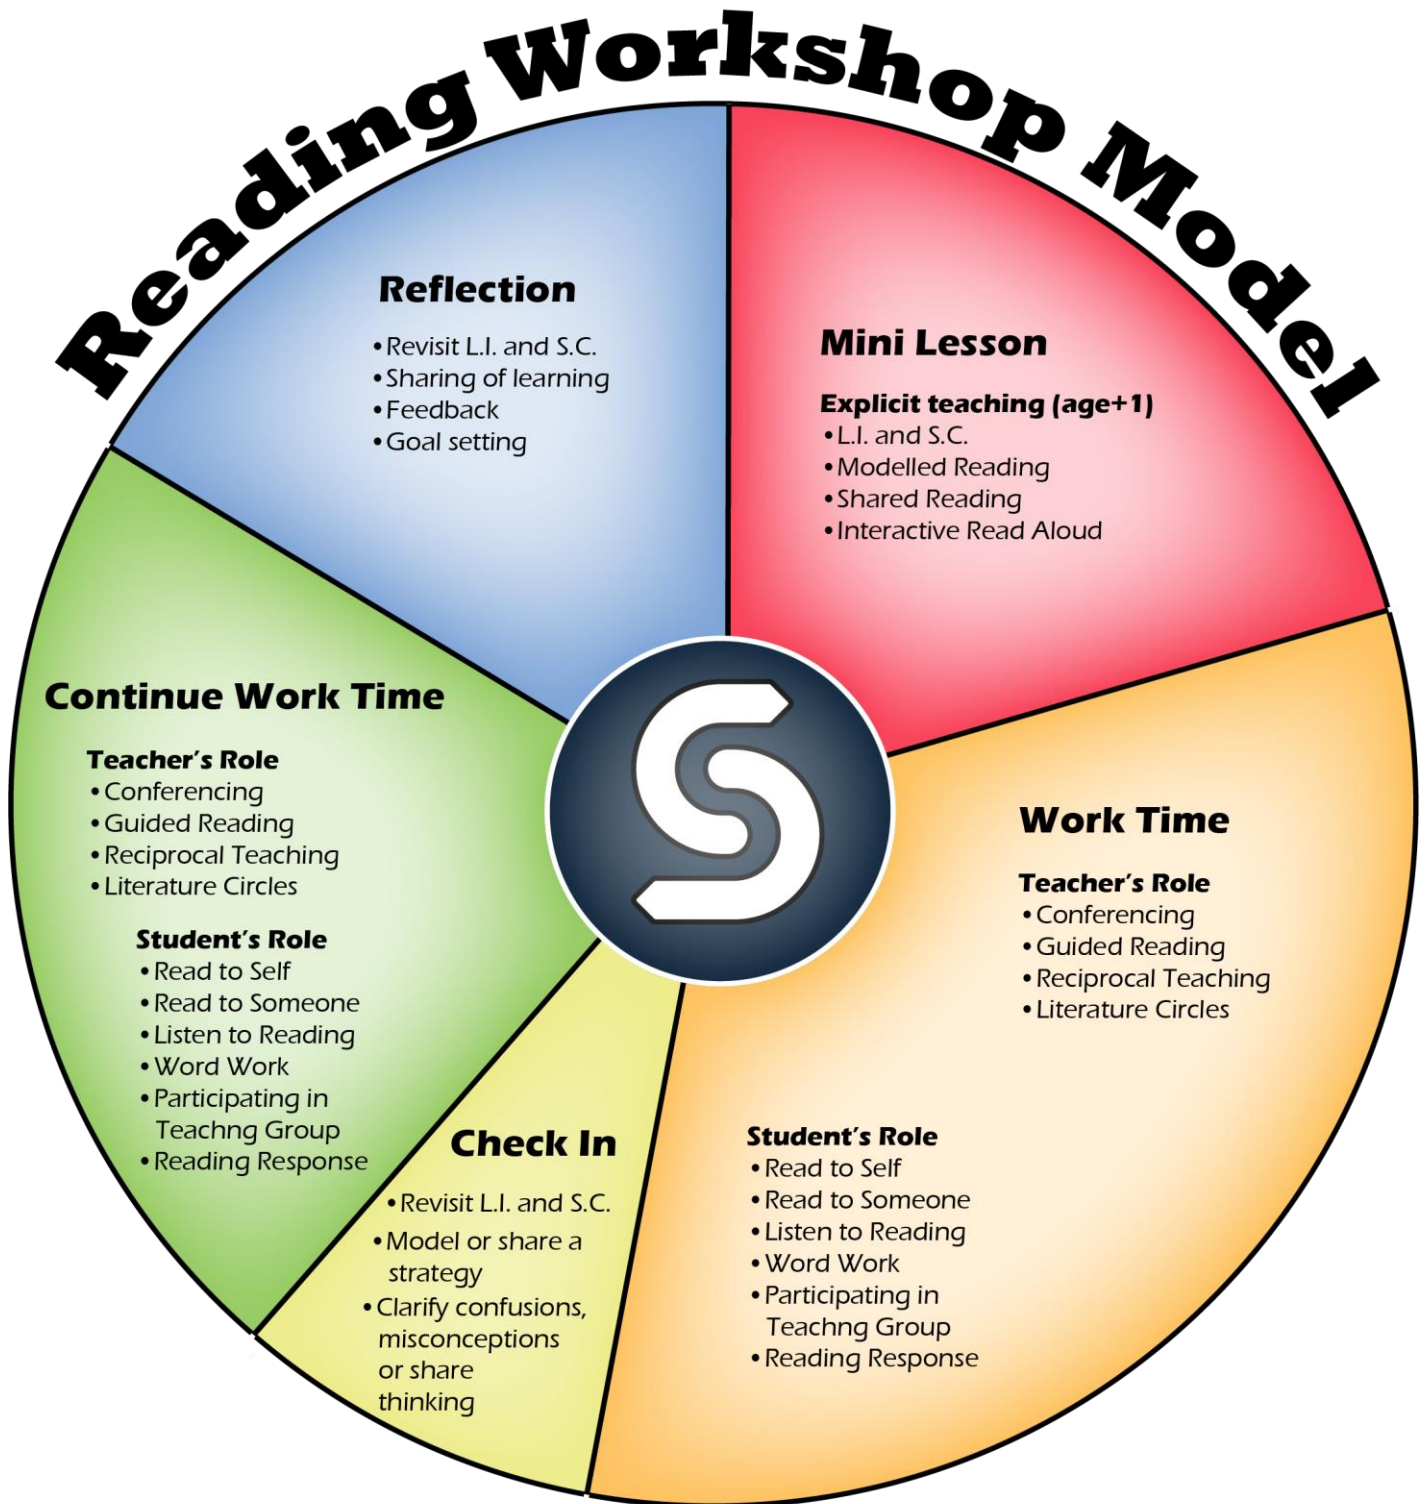 Reading Workshop Model
Mini Lesson
Explicit teaching (age+1)
•L.I. and S.C.
•Modelled Reading
•Shared Reading
•Interactive Read Aloud
Work Time
Teacher's Role
•Conferencing
•Guided Reading
•Reciprocal Teaching
•Literature Circles
Student's Role
•Read to Self
•Read to Someone
•Listen to Reading
•Word Work
•Participating in
Teachng Group
•Reading Response
Check In
•Revisit L.I. and S.C.
•Model or share a
strategy
•Clarify confusions,
misconceptions
or share
thinking
Continue Work Time
Teacher's Role
•Conferencing
•Guided Reading
•Reciprocal Teaching
•Literature Circles
Student's Role
•Read to Self
•Read to Someone
•Listen to Reading
•Word Work
•Participating in
Teachng Group
•Reading Response
Reflection
•Revisit L.I. and S.C.
•Sharing of learning
•Feedback
•Goal setting
S